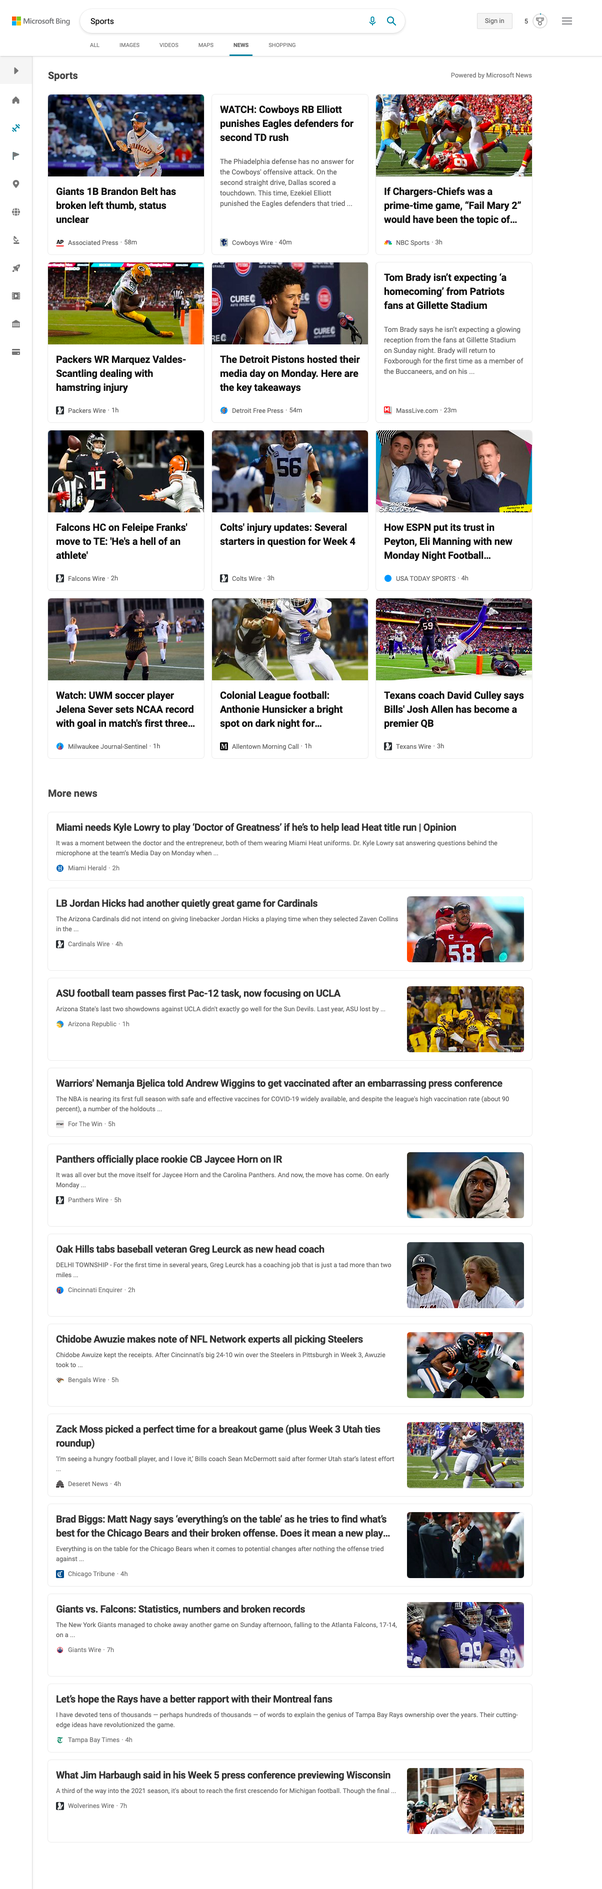 Microsoft Bing
Sports
Sign in
5
ALL
IMAGES
VIDEOS
MAPS
NEWS
SHOPPING
Sports
Powered by Microsoft News
Giants 1B Brandon Belt has
broken left thumb, status
unclear
AP Associated Press · 58m
WATCH: Cowboys RB Elliott
punishes Eagles defenders for
second TD rush
The Phiadelphia defense has no answer for
the Cowboys' offensive attack. On the
second straight drive, Dallas scored a
touchdown. This time, Ezekiel Elliott
punished the Eagles defenders that tried ...
Cowboys Wire · 40m
If Chargers-Chiefs was a
prime-time game, “Fail Mary 2”
would have been the topic of...
NBC Sports · 3h
Packers WR Marquez Valdes-
Scantling dealing with
hamstring injury
Packers Wire · 1h
The Detroit Pistons hosted their
media day on Monday. Here are
the key takeaways
Detroit Free Press · 54m
Tom Brady isn’t expecting ‘a
homecoming’ from Patriots
fans at Gillette Stadium
Tom Brady says he isn’t expecting a glowing
reception from the fans at Gillette Stadium
on Sunday night. Brady will return to
Foxborough for the first time as a member of
the Buccaneers, and on his ...
MassLive.com · 23m
Falcons HC on Feleipe Franks'
move to TE: 'He's a hell of an
athlete'
Falcons Wire · 2h
Colts' injury updates: Several
starters in question for Week 4
Colts Wire · 3h
How ESPN put its trust in
Peyton, Eli Manning with new
Monday Night Football...
USA TODAY SPORTS · 4h
Watch: UWM soccer player
Jelena Sever sets NCAA record
with goal in match's first three...
Milwaukee Journal-Sentinel · 1h
Colonial League football:
Anthonie Hunsicker a bright
spot on dark night for...
Allentown Morning Call · 1h
Texans coach David Culley says
Bills' Josh Allen has become a
premier QB
Texans Wire · 3h
More news
Miami needs Kyle Lowry to play ‘Doctor of Greatness’ if he’s to help lead Heat title run | Opinion
It was a moment between the doctor and the entrepreneur, both of them wearing Miami Heat uniforms. Dr. Kyle Lowry sat answering questions behind the
microphone at the team’s Media Day on Monday when ...
Miami Herald · 2h
LB Jordan Hicks had another quietly great game for Cardinals
The Arizona Cardinals did not intend on giving linebacker Jordan Hicks a playing time when they selected Zaven Collins
in the ...
Cardinals Wire · 4h
ASU football team passes first Pac-12 task, now focusing on UCLA
Arizona State's last two showdowns against UCLA didn't exactly go well for the Sun Devils. Last year, ASU lost by ...
Arizona Republic · 1h
Warriors' Nemanja Bjelica told Andrew Wiggins to get vaccinated after an embarrassing press conference
The NBA is nearing its first full season with safe and effective vaccines for COVID-19 widely available, and despite the league's high vaccination rate (about 90
percent), a number of the holdouts ...
For The Win · 5h
Panthers officially place rookie CB Jaycee Horn on IR
It was all over but the move itself for Jaycee Horn and the Carolina Panthers. And now, the move has come. On early
Monday ...
Panthers Wire · 5h
Oak Hills tabs baseball veteran Greg Leurck as new head coach
DELHI TOWNSHIP - For the first time in several years, Greg Leurck has a coaching job that is just a tad more than two
miles ...
Cincinnati Enquirer · 2h
Chidobe Awuzie makes note of NFL Network experts all picking Steelers
Chidobe Awuize kept the receipts. After Cincinnati's big 24-10 win over the Steelers in Pittsburgh in Week 3, Awuzie
took to ...
Bengals Wire · 5h
Zack Moss picked a perfect time for a breakout game (plus Week 3 Utah ties
roundup)
‘I’m seeing a hungry football player, and I love it,’ Bills coach Sean McDermott said after former Utah star’s latest effort
...
Deseret News · 4h
Brad Biggs: Matt Nagy says ‘everything’s on the table’ as he tries to find what’s
best for the Chicago Bears and their broken offense. Does it mean a new play...
Everything is on the table for the Chicago Bears when it comes to potential changes after nothing the offense tried
against ...
Chicago Tribune · 4h
Giants vs. Falcons: Statistics, numbers and broken records
The New York Giants managed to choke away another game on Sunday afternoon, falling to the Atlanta Falcons, 17-14,
on a ...
Giants Wire · 7h
Let’s hope the Rays have a better rapport with their Montreal fans
I have devoted tens of thousands — perhaps hundreds of thousands — of words to explain the genius of Tampa Bay Rays ownership over the years. Their cutting-
edge ideas have revolutionized the game.
Tampa Bay Times · 4h
What Jim Harbaugh said in his Week 5 press conference previewing Wisconsin
A third of the way into the 2021 season, it's about to reach the first crescendo for Michigan football. Though the final ...
Wolverines Wire · 7h